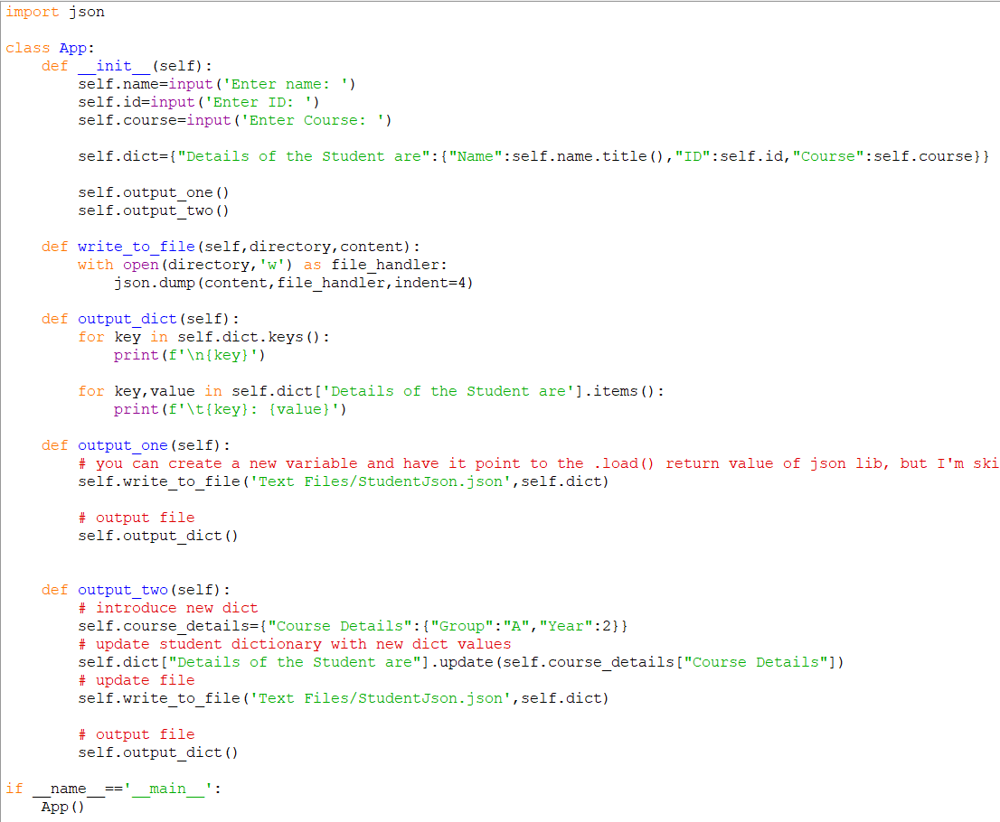 import json
class App:
    def __init__(self):
        self.name=input('Enter name: ')
        self.id=input('Enter ID: ')
        self.course=input('Enter Course: ')
        self.dict={"Details of the Student are":{"Name":self.name.title(),"ID":self.id,"Course":self.course}}
        self.output_one()
        self.output_two()
    def write_to_file(self,directory,content):
        with open(directory,'w') as file_handler:
            json.dump(content,file_handler,indent=4)
    def output_dict(self):
        for key in self.dict.keys():
            print(f'\n{key}')
        for key,value in self.dict['Details of the Student are'].items():
            print(f'\t{key}: {value}')
    def output_one(self):
        # you can create a new variable and have it point to the .load() return value of json lib, but I'm ski
        self.write_to_file('Text Files/StudentJson.json',self.dict)
        # output file
        self.output_dict()
    def output_two(self):
        # introduce new dict
        self.course_details={"Course Details":{"Group":"A","Year":2}}
        # update student dictionary with new dict values
        self.dict["Details of the Student are"].update(self.course_details["Course Details"])
        # update file
        self.write_to_file('Text Files/StudentJson.json',self.dict)
        # output file
        self.output_dict()
if __name__=='__main__':
    App()